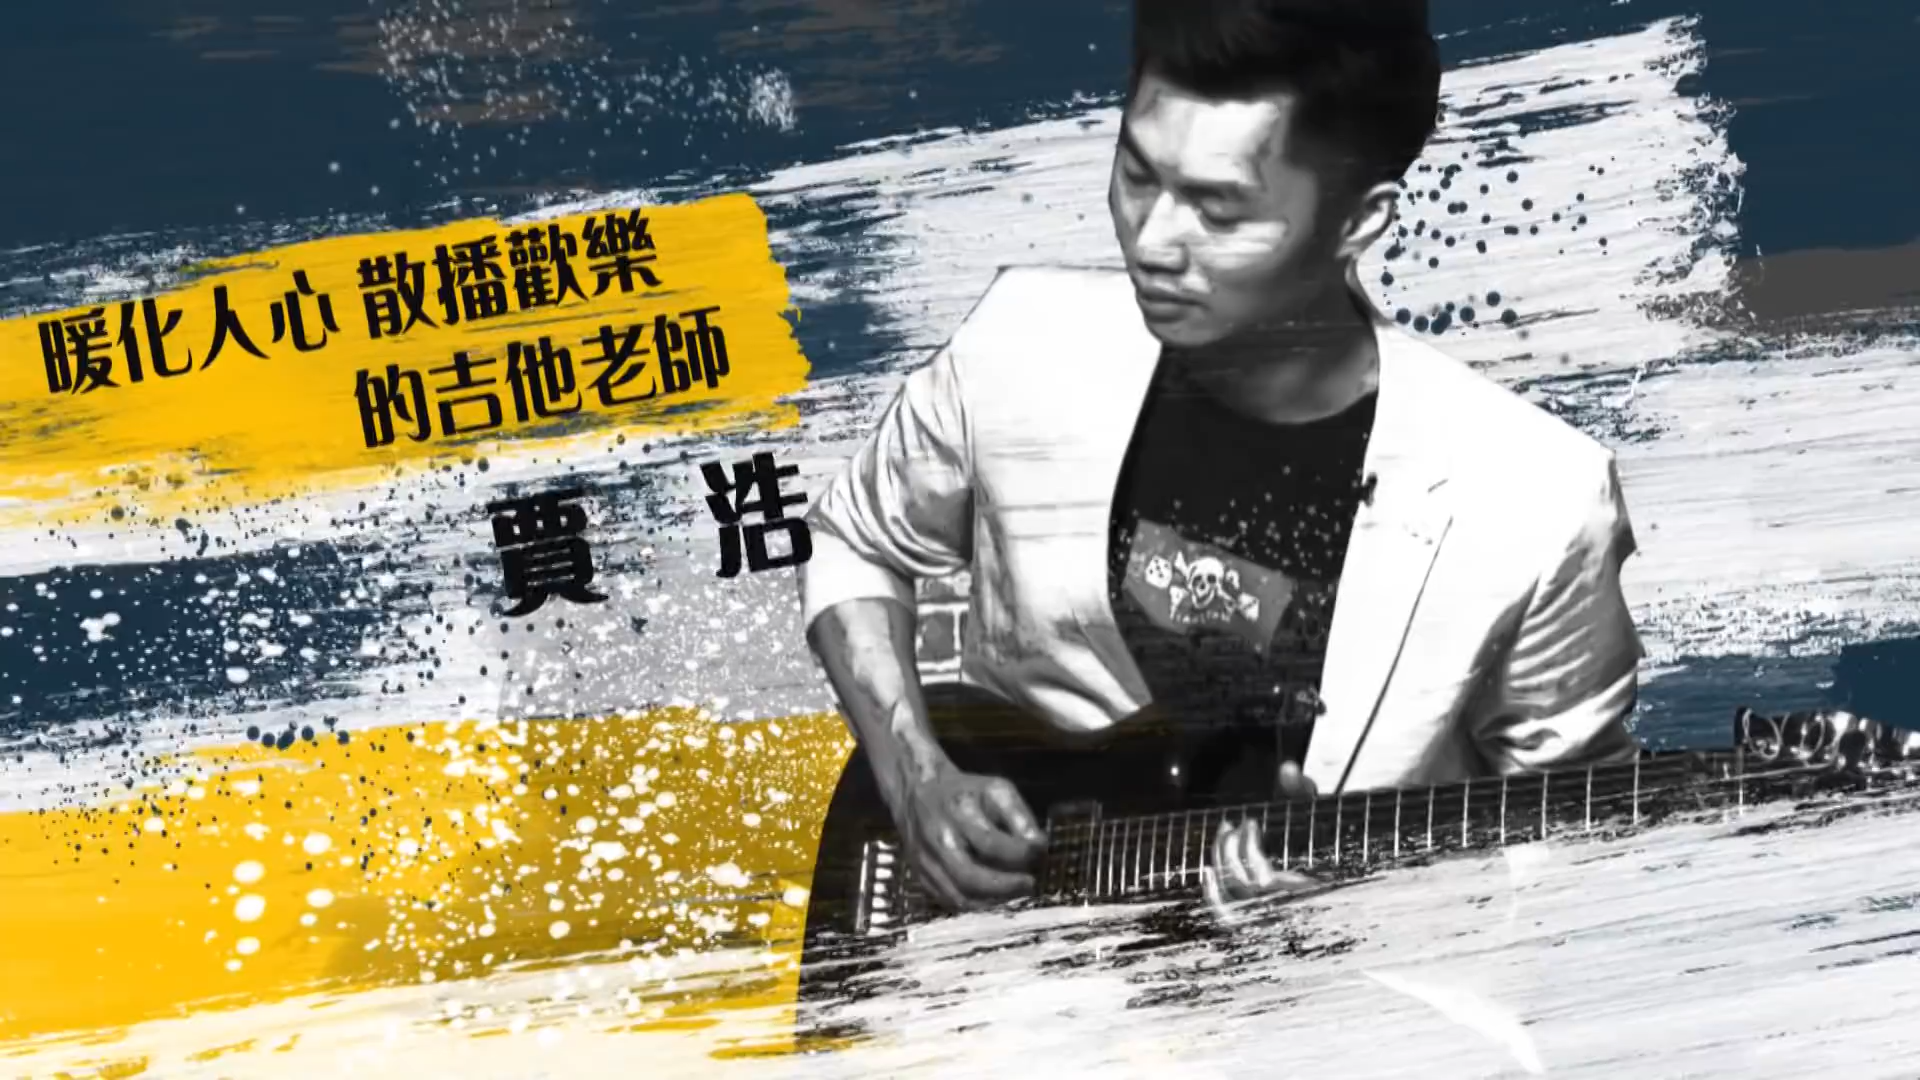 暖化人心 散播歡樂
的吉他老師
賈 浩